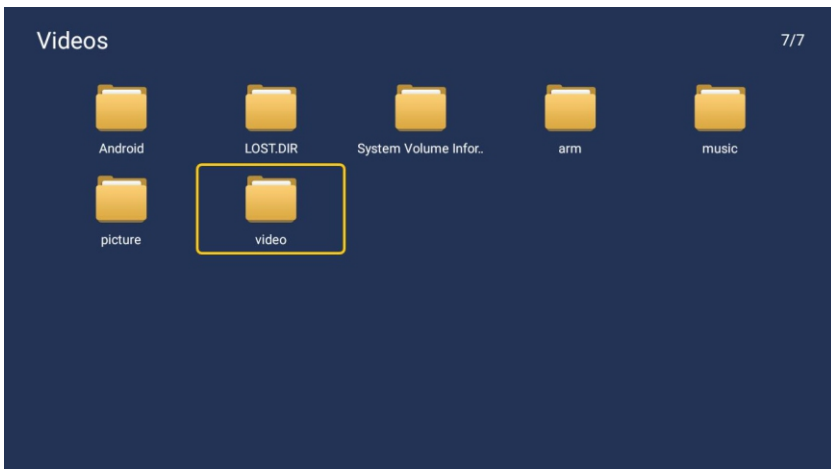 Videos 7/7
Android LOST.DIR System Volume Infor.. arm music
picture video